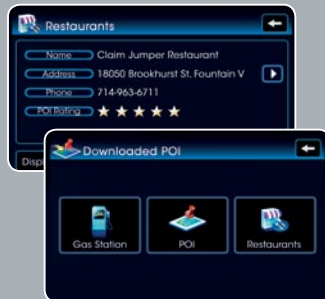 Restaurants
Name Claim Jumper Restaurant
Address 18050 Brookhurst St, Fountain V
Phone 714-963-6711
POI Rating
Disp
Downloaded POI
Gas Station POI Restaurants